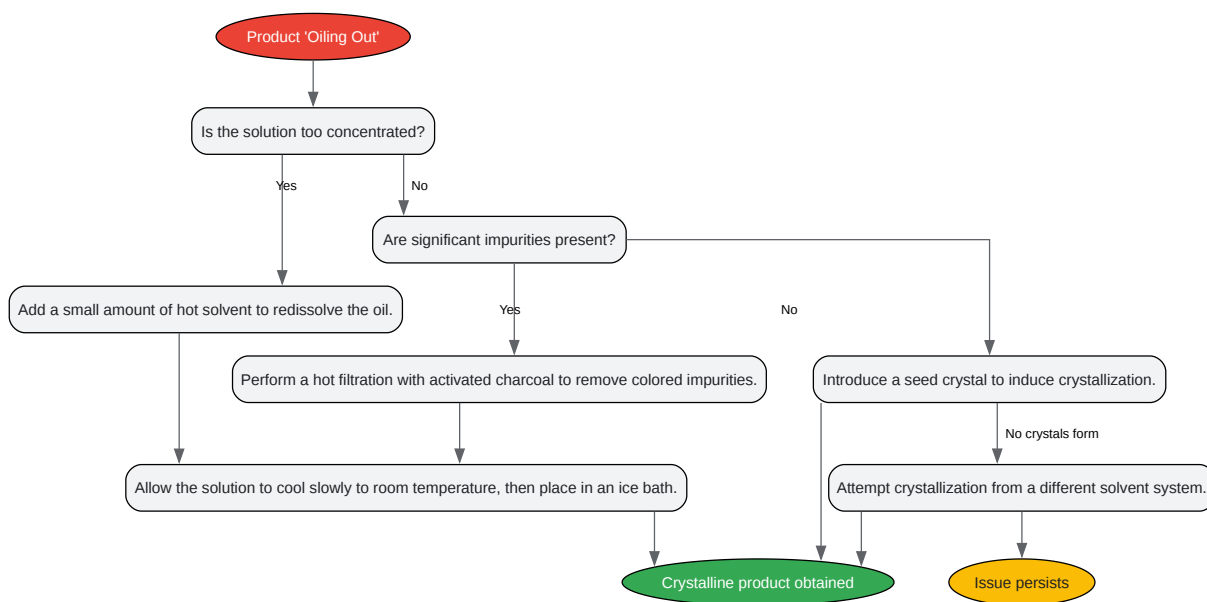 Product 'Oiling Out'
Is the solution too concentrated?
Yes
No
Are significant impurities present?
Add a small amount of hot solvent to redissolve the oil.
Yes
No
Perform a hot filtration with activated charcoal to remove colored impurities.
Introduce a seed crystal to induce crystallization.
No crystals form
Allow the solution to cool slowly to room temperature, then place in an ice bath.
Attempt crystallization from a different solvent system.
Crystalline product obtained
Issue persists